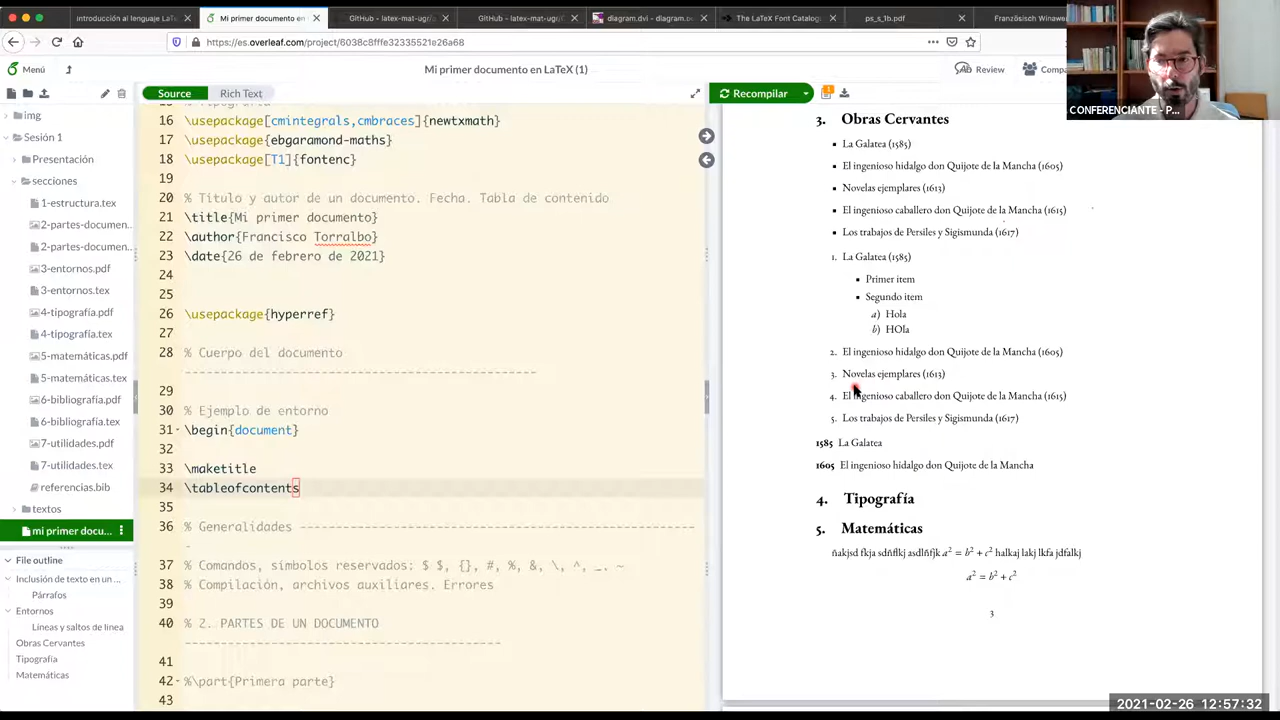 introducción al lenguaje LaTe
Mi primer documento en
GitHub - latex-mat-ugr/
GitHub - latex-mat-ugr/
diagram.dvi - diagram.do
The LaTeX Font Catalog
ps_s_1b.pdf
Französisch Winawe
https://es.overleaf.com/project/6038c8fffe32335521e26a68
Menú
Mi primer documento en LaTeX (1)
Review
CONFERENCIANTE - P...
Source
Rich Text
Recompilar
img
Sesión 1
Presentación
secciones
1-estructura.tex
2-partes-documen...
2-partes-documen...
3-entornos.pdf
3-entornos.tex
4-tipografía.pdf
4-tipografía.tex
5-matemáticas.pdf
5-matemáticas.tex
6-bibliografía.pdf
6-bibliografía.tex
7-utilidades.pdf
7-utilidades.tex
referencias.bib
textos
mi primer docu...
File outline
Inclusión de texto en un ...
Párrafos
Entornos
Líneas y saltos de línea
Obras Cervantes
Tipografía
Matemáticas
15 % Tipografía
16 \usepackage[cmintegrals,cmbraces]{newtxmath}
17 \usepackage{ebgaramond-maths}
18 \usepackage[T1]{fontenc}
19
20 % Título y autor de un documento. Fecha. Tabla de contenido
21 \title{Mi primer documento}
22 \author{Francisco Torralbo}
23 \date{26 de febrero de 2021}
24
25
26 \usepackage{hyperref}
27
28 % Cuerpo del documento
------------------------------------------------
29
30 % Ejemplo de entorno
31 \begin{document}
32
33 \maketitle
34 \tableofcontents
35
36 % Generalidades ------------------------------------------------------
-
37 % Comandos, símbolos reservados: $ $, {}, #, %, &, \, ^, _. ~
38 % Compilación, archivos auxiliares. Errores
39
40 % 2. PARTES DE UN DOCUMENTO
-------------------------------------------
41
42 %\part{Primera parte}
43
3. Obras Cervantes
▪ La Galatea (1585)
▪ El ingenioso hidalgo don Quijote de la Mancha (1605)
▪ Novelas ejemplares (1613)
▪ El ingenioso caballero don Quijote de la Mancha (1615)
▪ Los trabajos de Persiles y Sigismunda (1617)
1. La Galatea (1585)
▪ Primer item
▪ Segundo item
a) Hola
b) HOla
2. El ingenioso hidalgo don Quijote de la Mancha (1605)
3. Novelas ejemplares (1613)
4. El ingenioso caballero don Quijote de la Mancha (1615)
5. Los trabajos de Persiles y Sigismunda (1617)
1585 La Galatea
1605 El ingenioso hidalgo don Quijote de la Mancha
4. Tipografía
5. Matemáticas
ñakjsd fkja sdñflkj asdlñfjk a² = b² + c² halkaj lakj lkfa jdfalkj
a² = b² + c²
3
2021-02-26 12:57:32